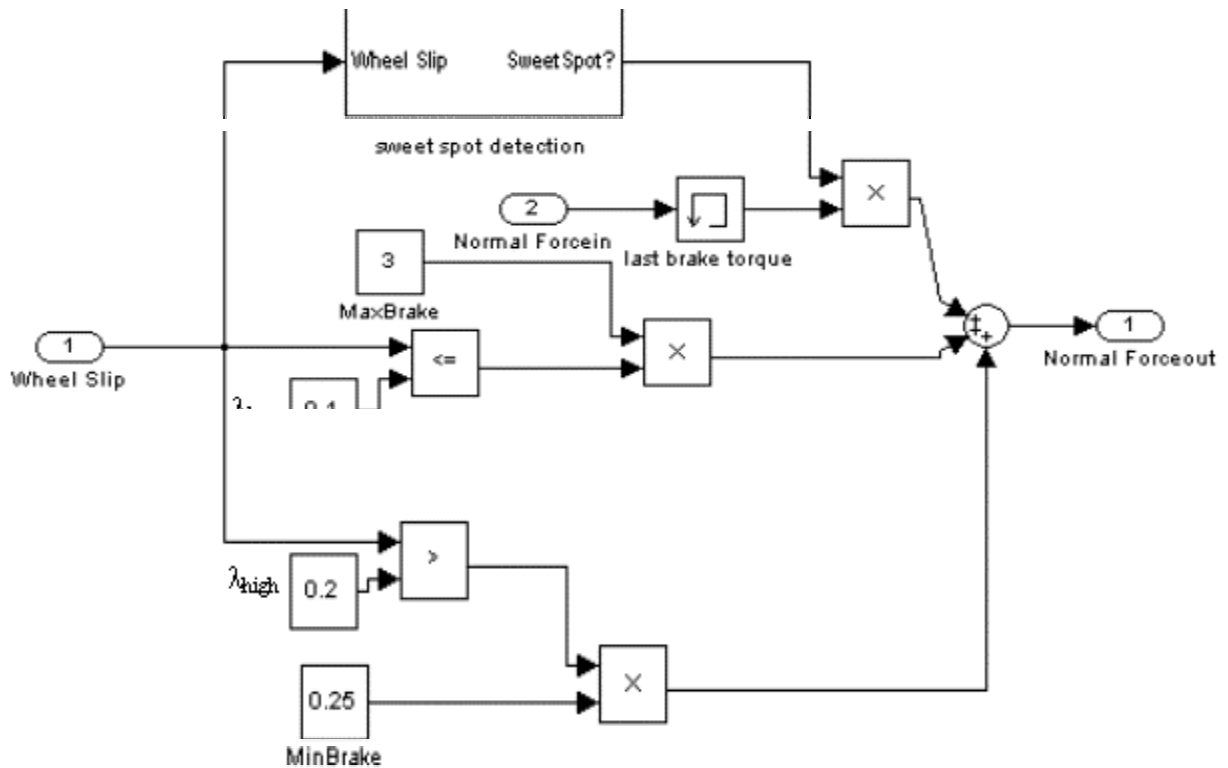 Wheel Slip SweetSpot?
sweet spot detection
×
2
Normal Forcein
last brake torque
3
MaxBrake
×
1
Wheel Slip
<=
1
Normal Forceout
>
λhigh
0.2
×
0.25
MinBrake